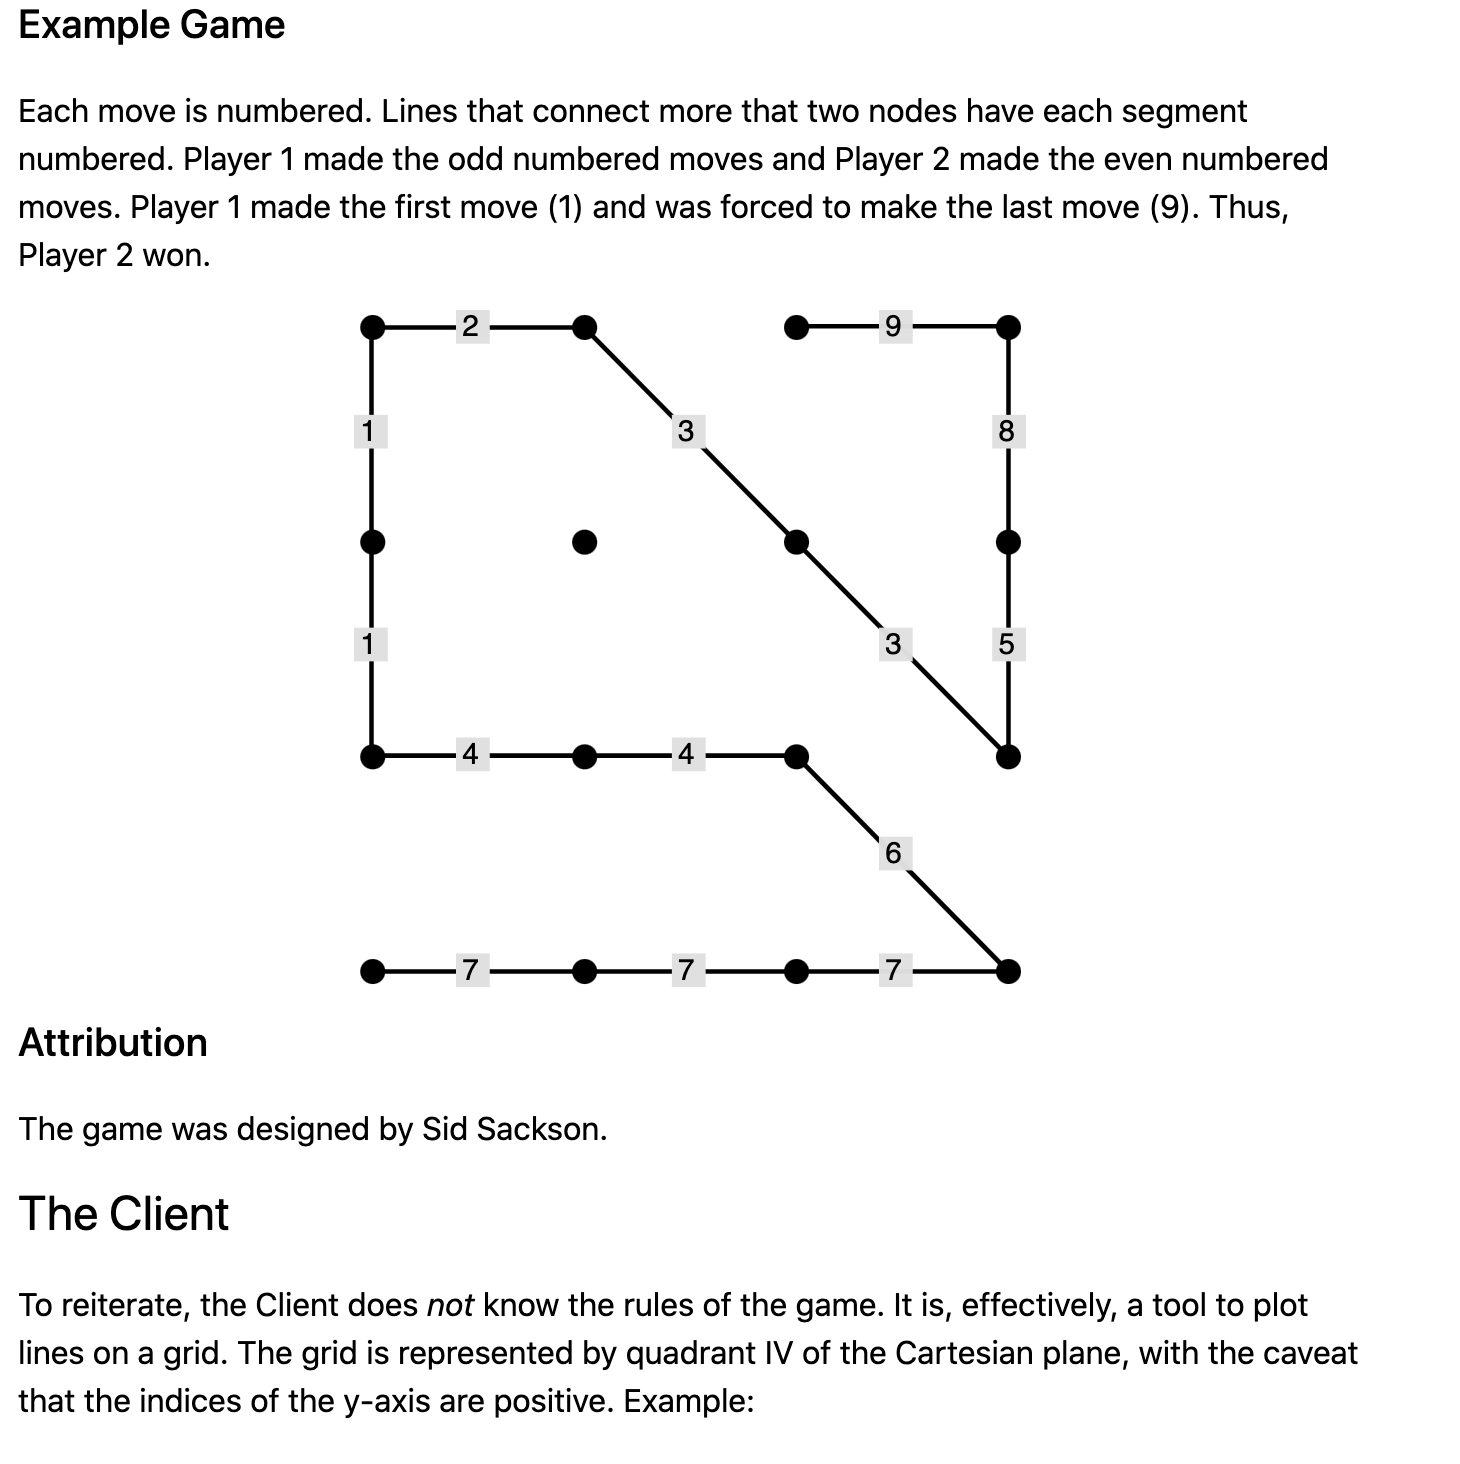 Example Game
Each move is numbered. Lines that connect more that two nodes have each segment
numbered. Player 1 made the odd numbered moves and Player 2 made the even numbered
moves. Player 1 made the first move (1) and was forced to make the last move (9). Thus,
Player 2 won.
2 9
1 3 8
1 3 5
4 4
6
7 7 7
Attribution
The game was designed by Sid Sackson.
The Client
To reiterate, the Client does not know the rules of the game. It is, effectively, a tool to plot
lines on a grid. The grid is represented by quadrant IV of the Cartesian plane, with the caveat
that the indices of the y-axis are positive. Example: